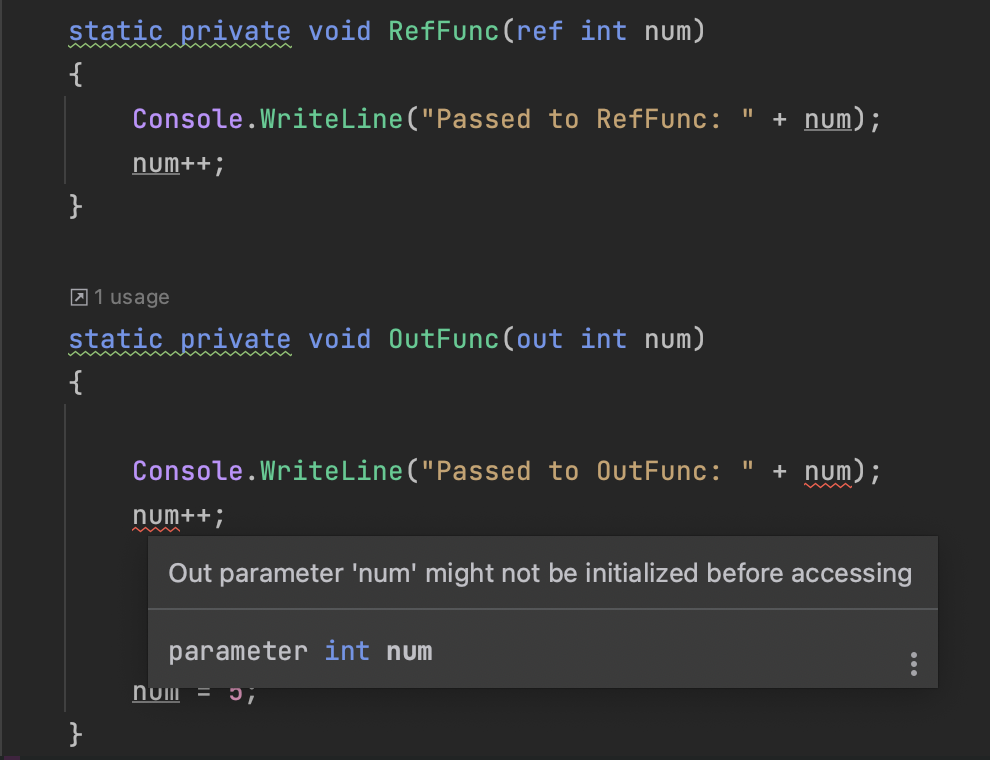 static private void RefFunc(ref int num)
{
Console.WriteLine("Passed to RefFunc: " + num);
num++;
}
1 usage
static private void OutFunc(out int num)
{
Console.WriteLine("Passed to OutFunc: " + num);
num++;
Out parameter 'num' might not be initialized before accessing
parameter int num
num = 5;
}